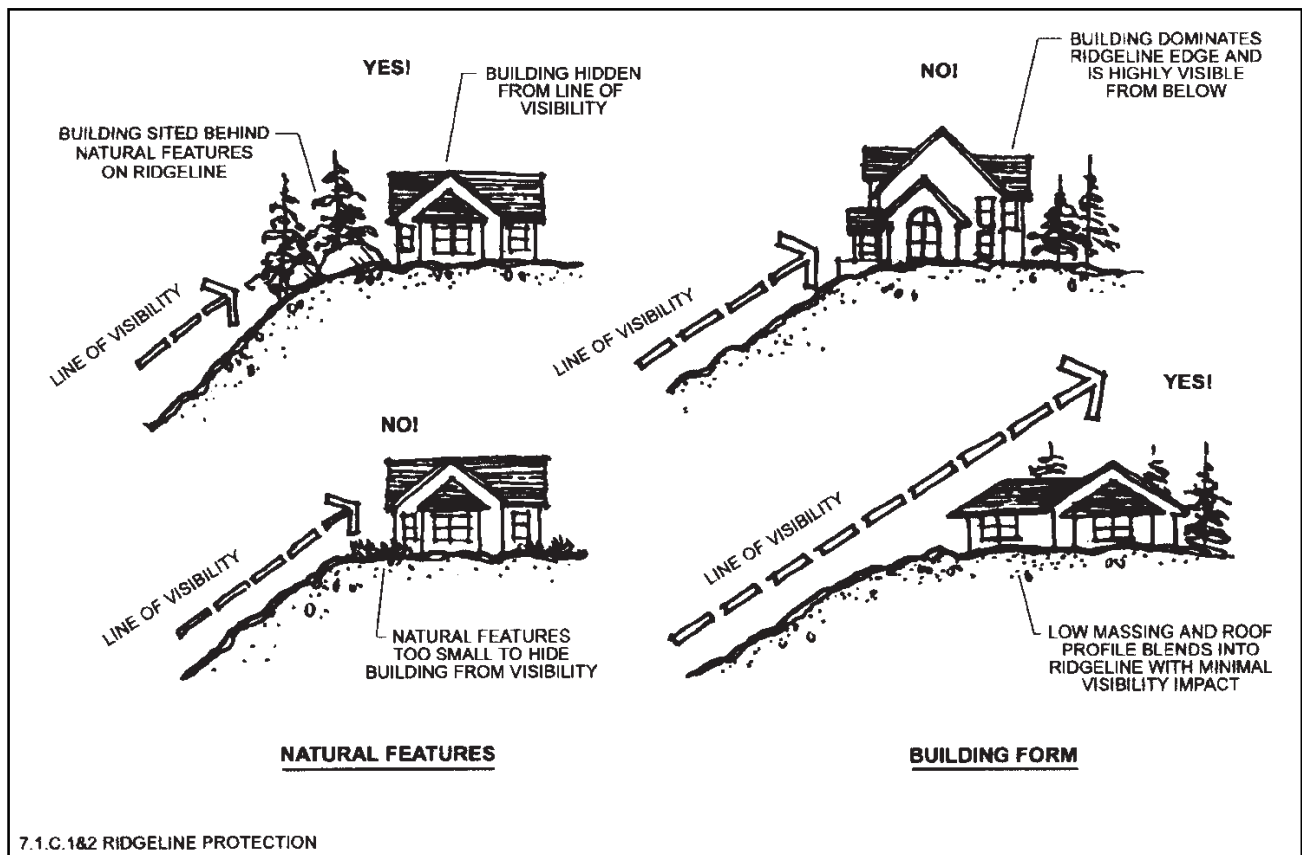 YES!
BUILDING HIDDEN
FROM LINE OF
VISIBILITY
BUILDING SITED BEHIND
NATURAL FEATURES
ON RIDGELINE
LINE OF VISIBILITY
NO!
LINE OF VISIBILITY
NATURAL FEATURES
TOO SMALL TO HIDE
BUILDING FROM VISIBILITY
NATURAL FEATURES
NO!
BUILDING DOMINATES
RIDGELINE EDGE AND
IS HIGHLY VISIBLE
FROM BELOW
LINE OF VISIBILITY
YES!
LINE OF VISIBILITY
LOW MASSING AND ROOF
PROFILE BLENDS INTO
RIDGELINE WITH MINIMAL
VISIBILITY IMPACT
BUILDING FORM
7.1.C.1&2 RIDGELINE PROTECTION